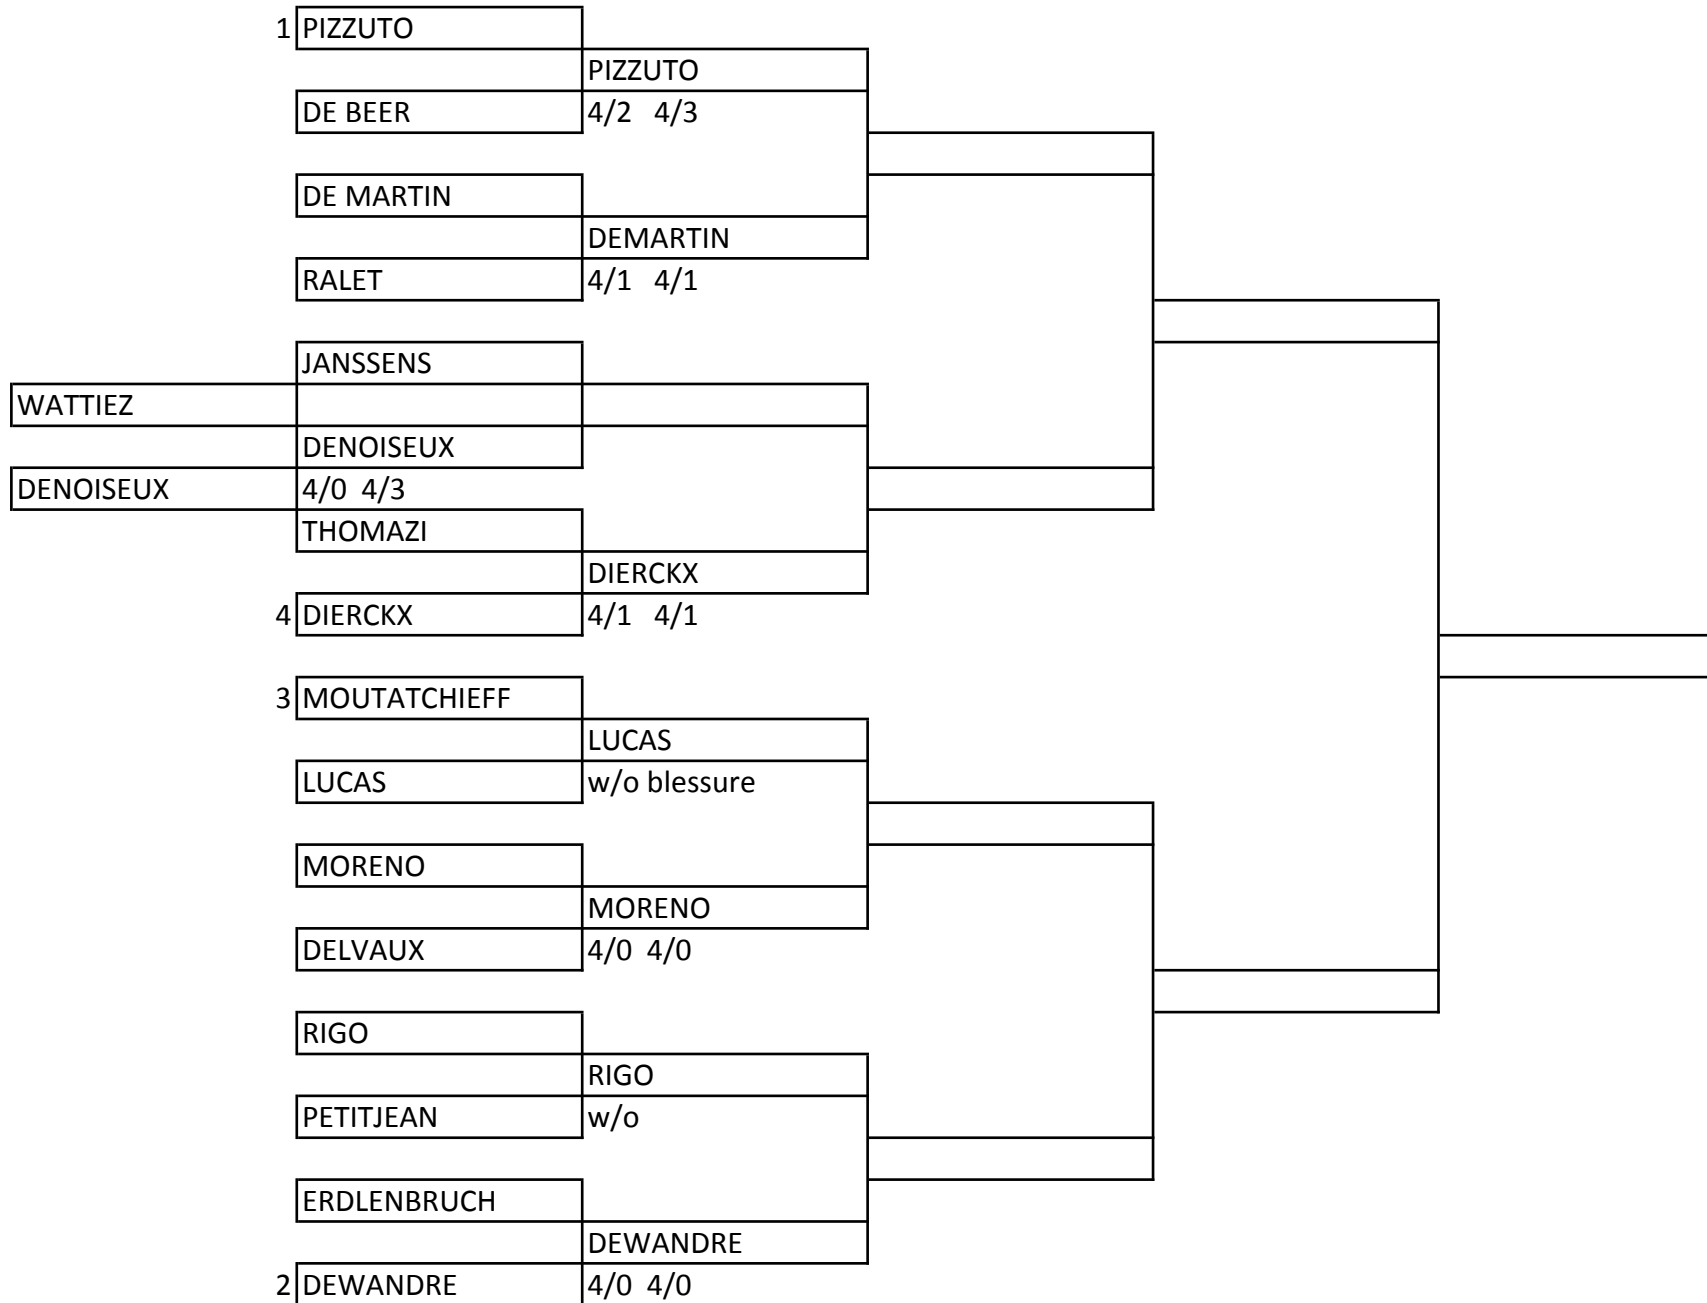 1 PIZZUTO
PIZZUTO
DE BEER 4/2 4/3
DE MARTIN
DEMARTIN
RALET 4/1 4/1
JANSSENS
WATTIEZ
DENOISEUX
DENOISEUX 4/0 4/3
THOMAZI
DIERCKX
4 DIERCKX 4/1 4/1
3 MOUTATCHIEFF
LUCAS
LUCAS w/o blessure
MORENO
MORENO
DELVAUX 4/0 4/0
RIGO
RIGO
PETITJEAN w/o
ERDLENBRUCH
DEWANDRE
2 DEWANDRE 4/0 4/0